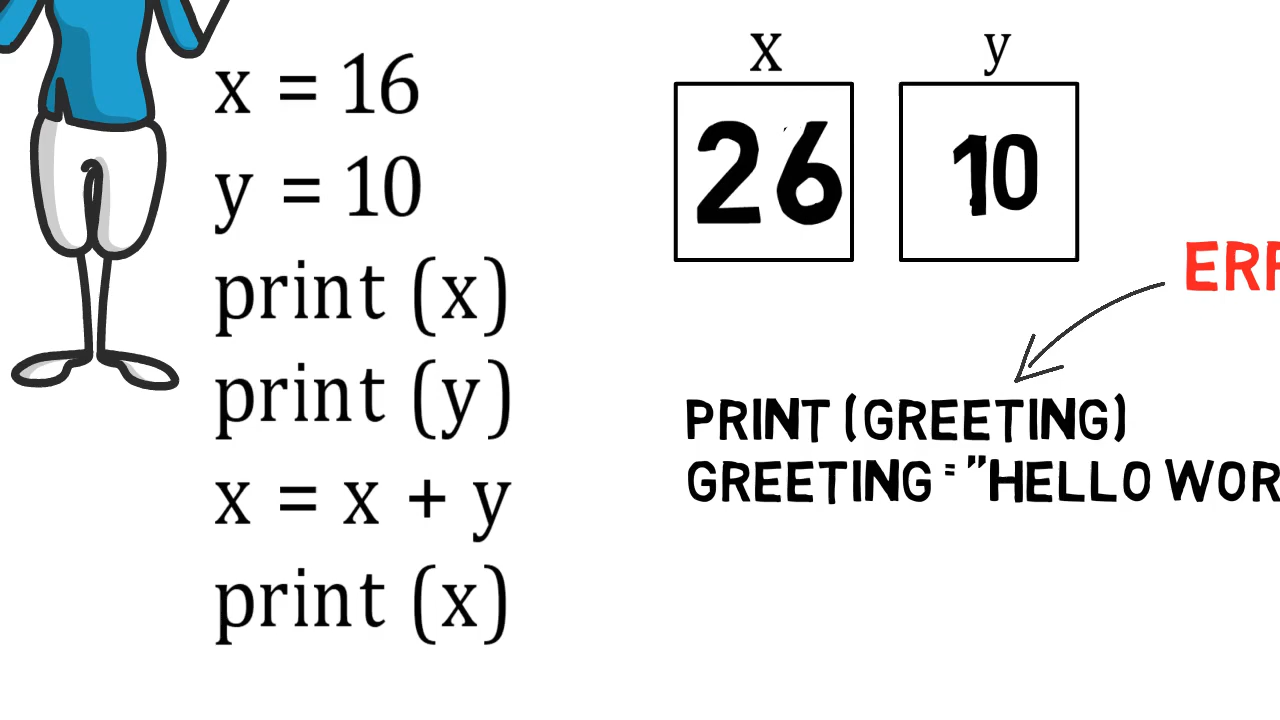 x = 16
y = 10
print (x)
print (y)
x = x + y
print (x)
x y
26 10
PRINT (GREETING)
GREETING = "HELLO